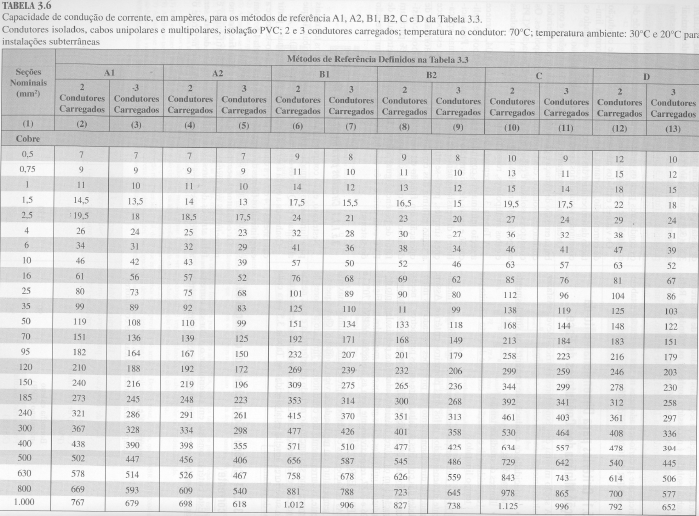 TABELA 3.6
Capacidade de condução de corrente, em ampères, para os métodos de referência A1, A2, B1, B2, C e D da Tabela 3.3.
Condutores isolados, cabos unipolares e multipolares, isolação PVC; 2 e 3 condutores carregados; temperatura no condutor: 70°C; temperatura ambiente: 30°C e 20°C para
instalações subterrâneas
Métodos de Referência Definidos na Tabela 3.3
Seções Nominais (mm²) A1 A2 B1 B2 C D
2 Condutores Carregados 3 Condutores Carregados 2 Condutores Carregados 3 Condutores Carregados 2 Condutores Carregados 3 Condutores Carregados 2 Condutores Carregados 3 Condutores Carregados 2 Condutores Carregados 3 Condutores Carregados 2 Condutores Carregados 3 Condutores Carregados
(1) (2) (3) (4) (5) (6) (7) (8) (9) (10) (11) (12) (13)
Cobre
0,5 7 7 7 7 9 8 9 8 10 9 12 10
0,75 9 9 9 9 11 10 11 10 13 11 15 12
1 11 10 11 10 14 12 13 12 15 14 18 15
1,5 14,5 13,5 14 13 17,5 15,5 16,5 15 19,5 17,5 22 18
2,5 19,5 18 18,5 17,5 24 21 23 20 27 24 29 24
4 26 24 25 23 32 28 30 27 36 32 38 31
6 34 31 32 29 41 36 38 34 46 41 47 39
10 46 42 43 39 57 50 52 46 63 57 63 52
16 61 56 57 52 76 68 69 62 85 76 81 67
25 80 73 75 68 101 89 90 80 112 96 104 86
35 99 89 92 83 125 110 11 99 138 119 125 103
50 119 108 110 99 151 134 133 118 168 144 148 122
70 151 136 139 125 192 171 168 149 213 184 183 151
95 182 164 167 150 232 207 201 179 258 223 216 179
120 210 188 192 172 269 239 232 206 299 259 246 203
150 240 216 219 196 309 275 265 236 344 299 278 230
185 273 245 248 223 353 314 300 268 392 341 312 258
240 321 286 291 261 415 370 351 313 461 403 361 297
300 367 328 334 298 477 426 401 358 530 464 408 336
400 438 390 398 355 571 510 477 425 634 557 478 394
500 502 447 456 406 656 587 545 486 729 642 540 445
630 578 514 526 467 758 678 626 559 843 743 614 506
800 669 593 609 540 881 788 723 645 978 865 700 577
1.000 767 679 698 618 1.012 906 827 738 1.125 996 792 652